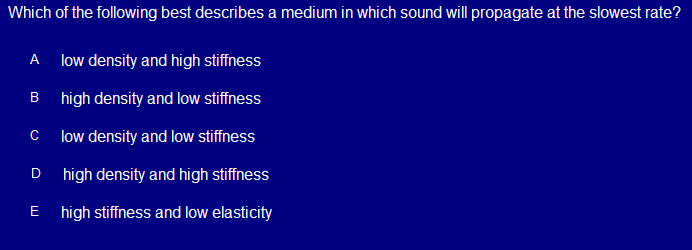 Which of the following best describes a medium in which sound will propagate at the slowest rate?
A low density and high stiffness
B high density and low stiffness
C low density and low stiffness
D high density and high stiffness
E high stiffness and low elasticity